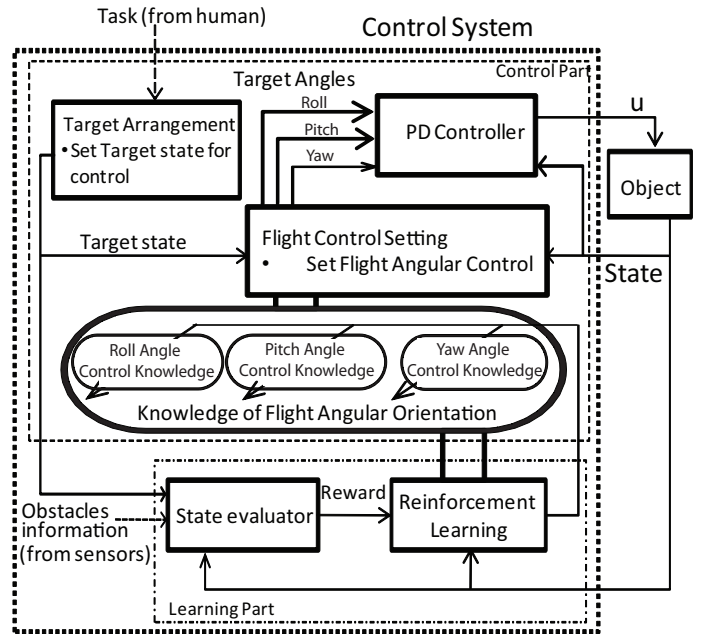 Task (from human)
Control System
Control Part
Target Angles
Roll
Pitch
Yaw
PD Controller
u
Object
Target Arrangement
•Set Target state for
control
Target state
Flight Control Setting
• Set Flight Angular Control
State
Roll Angle
Control Knowledge
Pitch Angle
Control Knowledge
Yaw Angle
Control Knowledge
Knowledge of Flight Angular Orientation
Obstacles
information
(from sensors)
State evaluator
Reward
Reinforcement
Learning
Learning Part